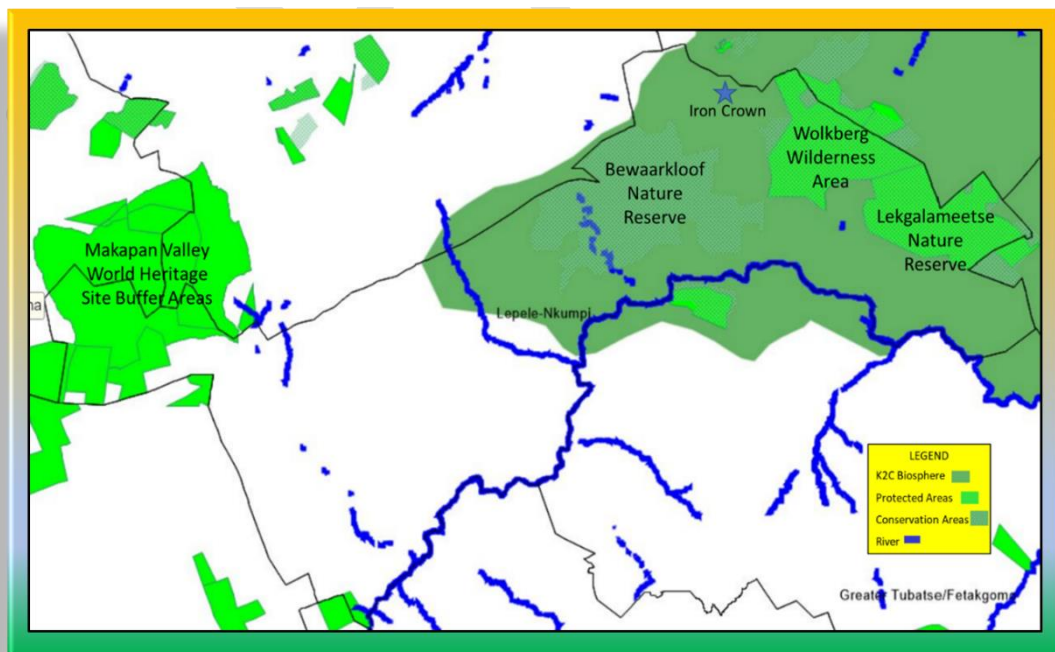 Iron Crown
Wolkberg
Wilderness
Area
Bewaarkloof
Nature
Reserve
Lekgalameetse
Nature
Reserve
Makapan Valley
World Heritage
Site Buffer Areas
na
Lepele-Nkumpi
LEGEND
K2C Biosphere
Protected Areas
Conservation Areas
River
Greater Tubatse/Fetakgomo